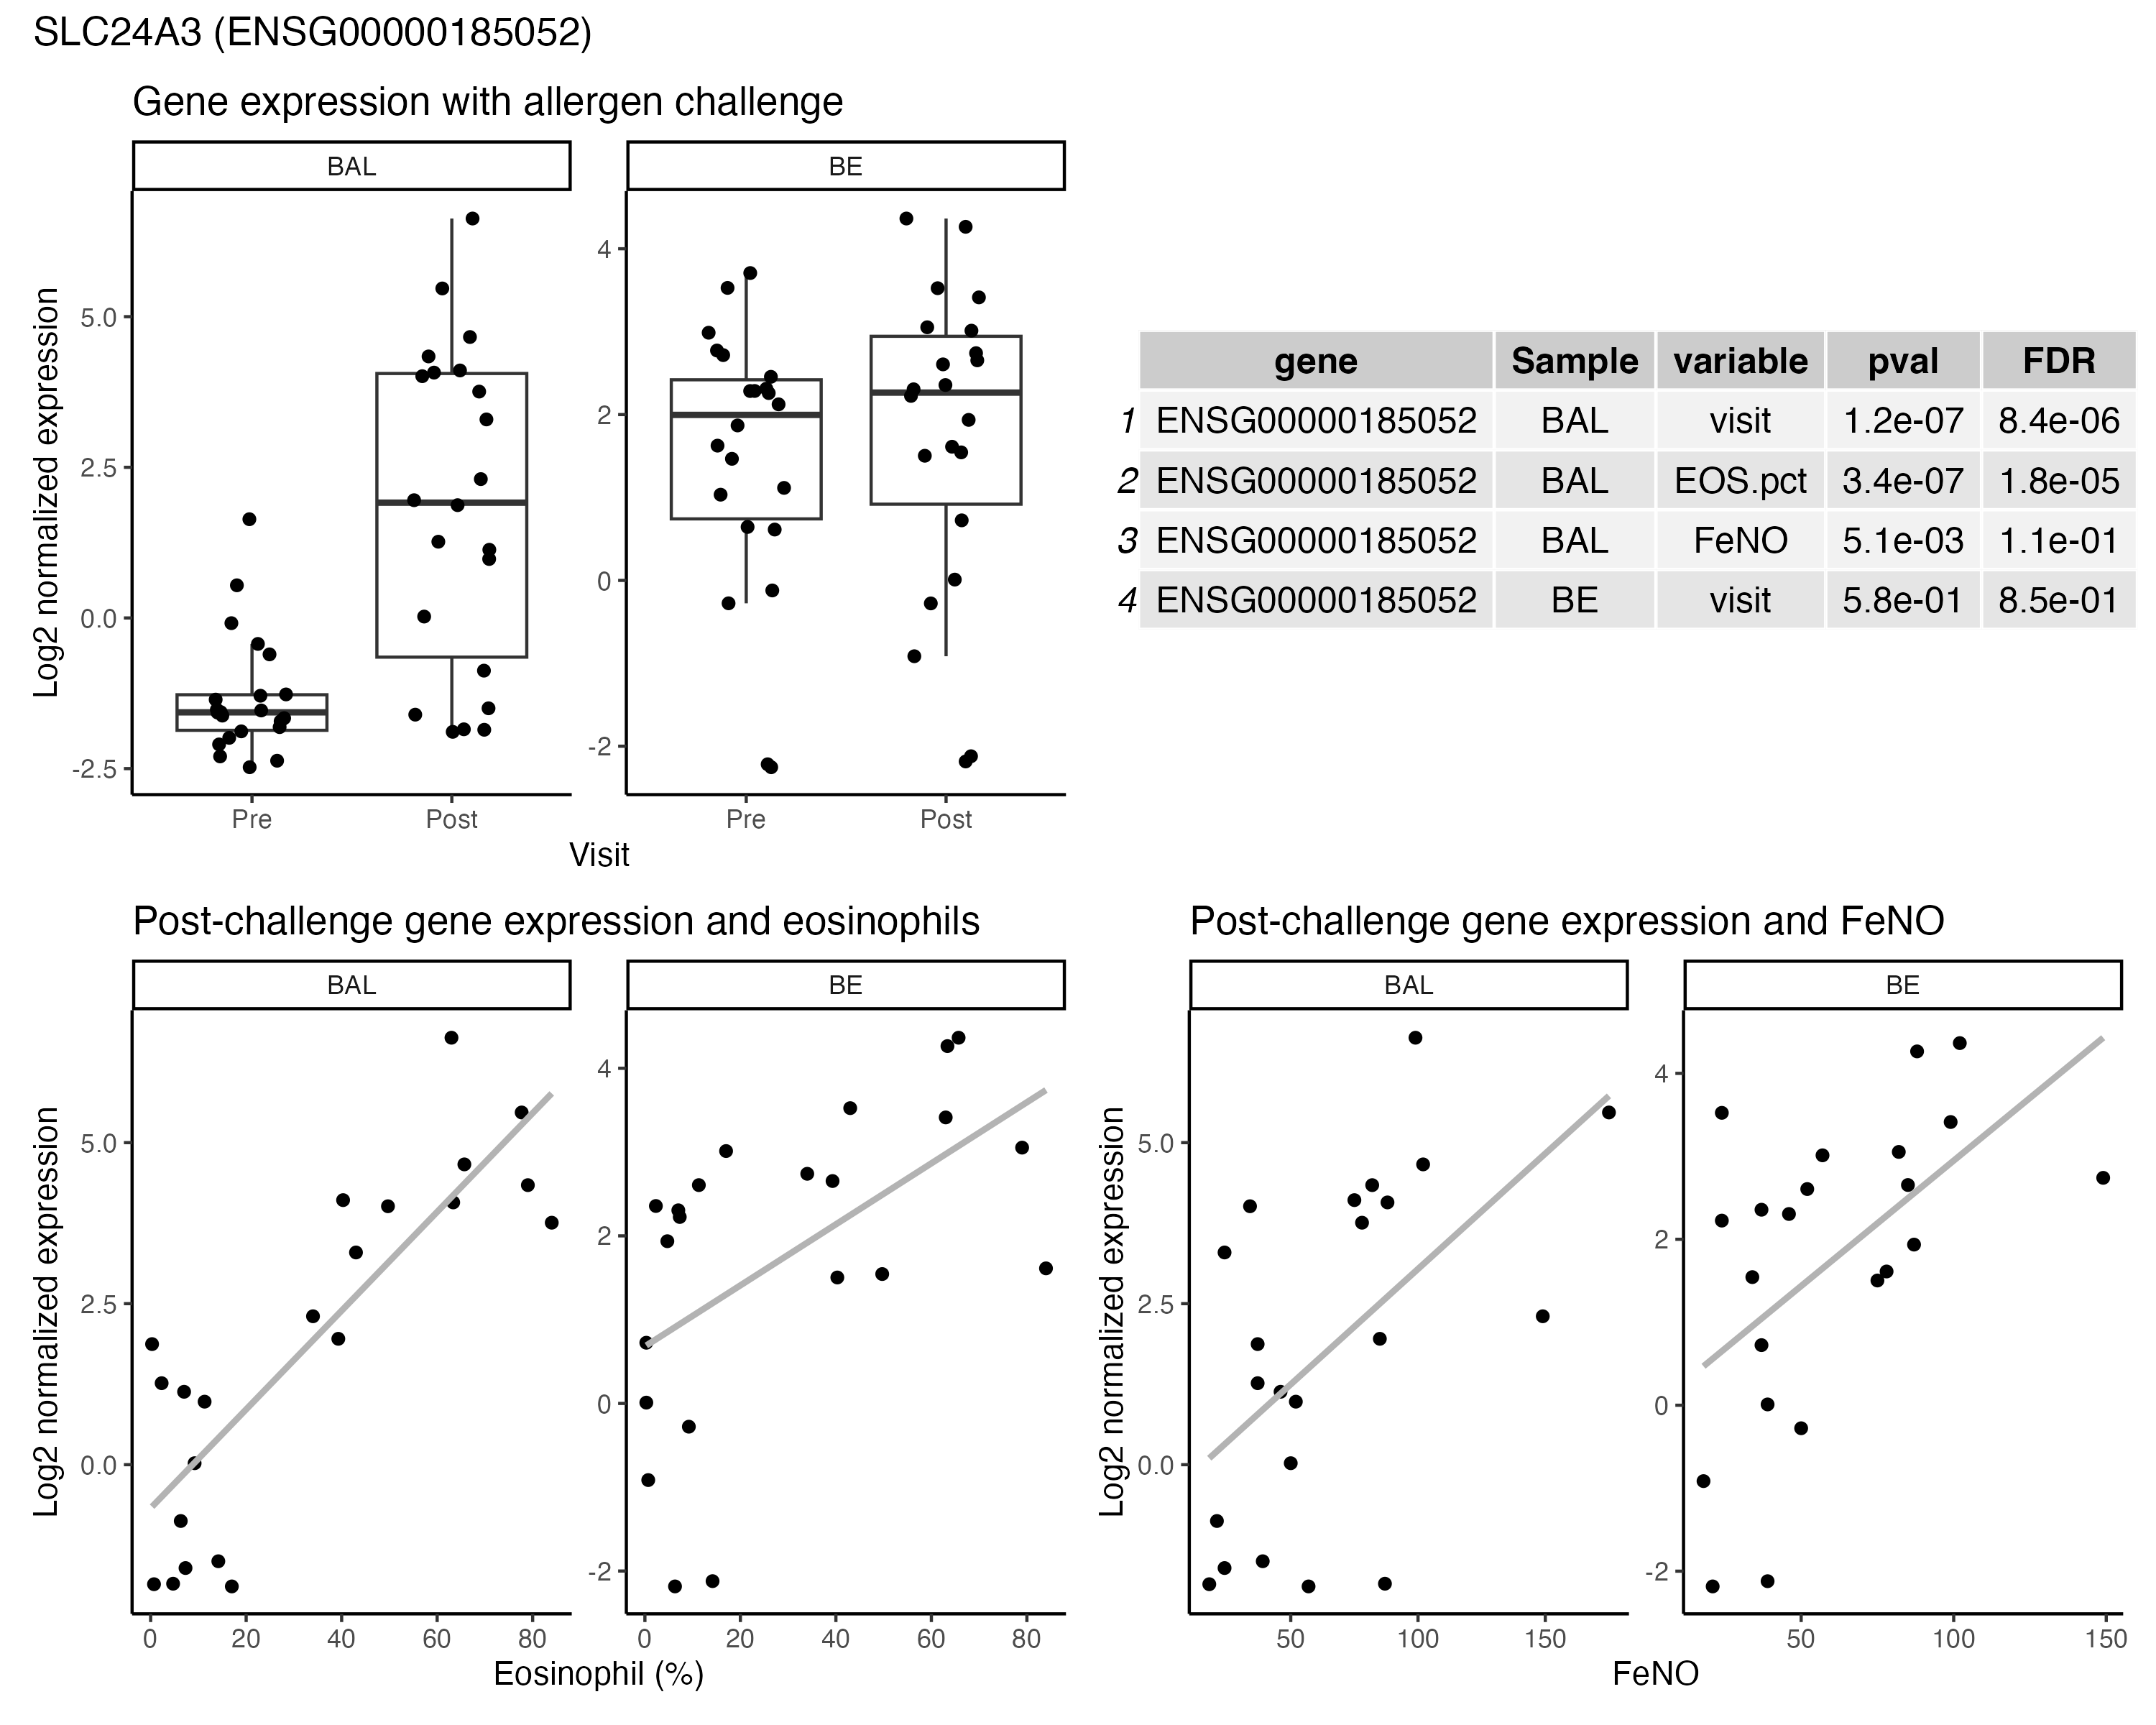 SLC24A3 (ENSG00000185052)
Gene expression with allergen challenge
BAL
BE
Log2 normalized expression
5.0
2.5
0.0
-2.5
4
2
0
-2
Pre
Post
Pre
Post
Visit
gene Sample variable pval FDR
1 ENSG00000185052 BAL visit 1.2e-07 8.4e-06
2 ENSG00000185052 BAL EOS.pct 3.4e-07 1.8e-05
3 ENSG00000185052 BAL FeNO 5.1e-03 1.1e-01
4 ENSG00000185052 BE visit 5.8e-01 8.5e-01
Post-challenge gene expression and eosinophils
BAL
BE
Log2 normalized expression
5.0
2.5
0.0
4
2
0
-2
0 20 40 60 80
0 20 40 60 80
Eosinophil (%)
Post-challenge gene expression and FeNO
BAL
BE
Log2 normalized expression
5.0
2.5
0.0
4
2
0
-2
50 100 150
50 100 150
FeNO